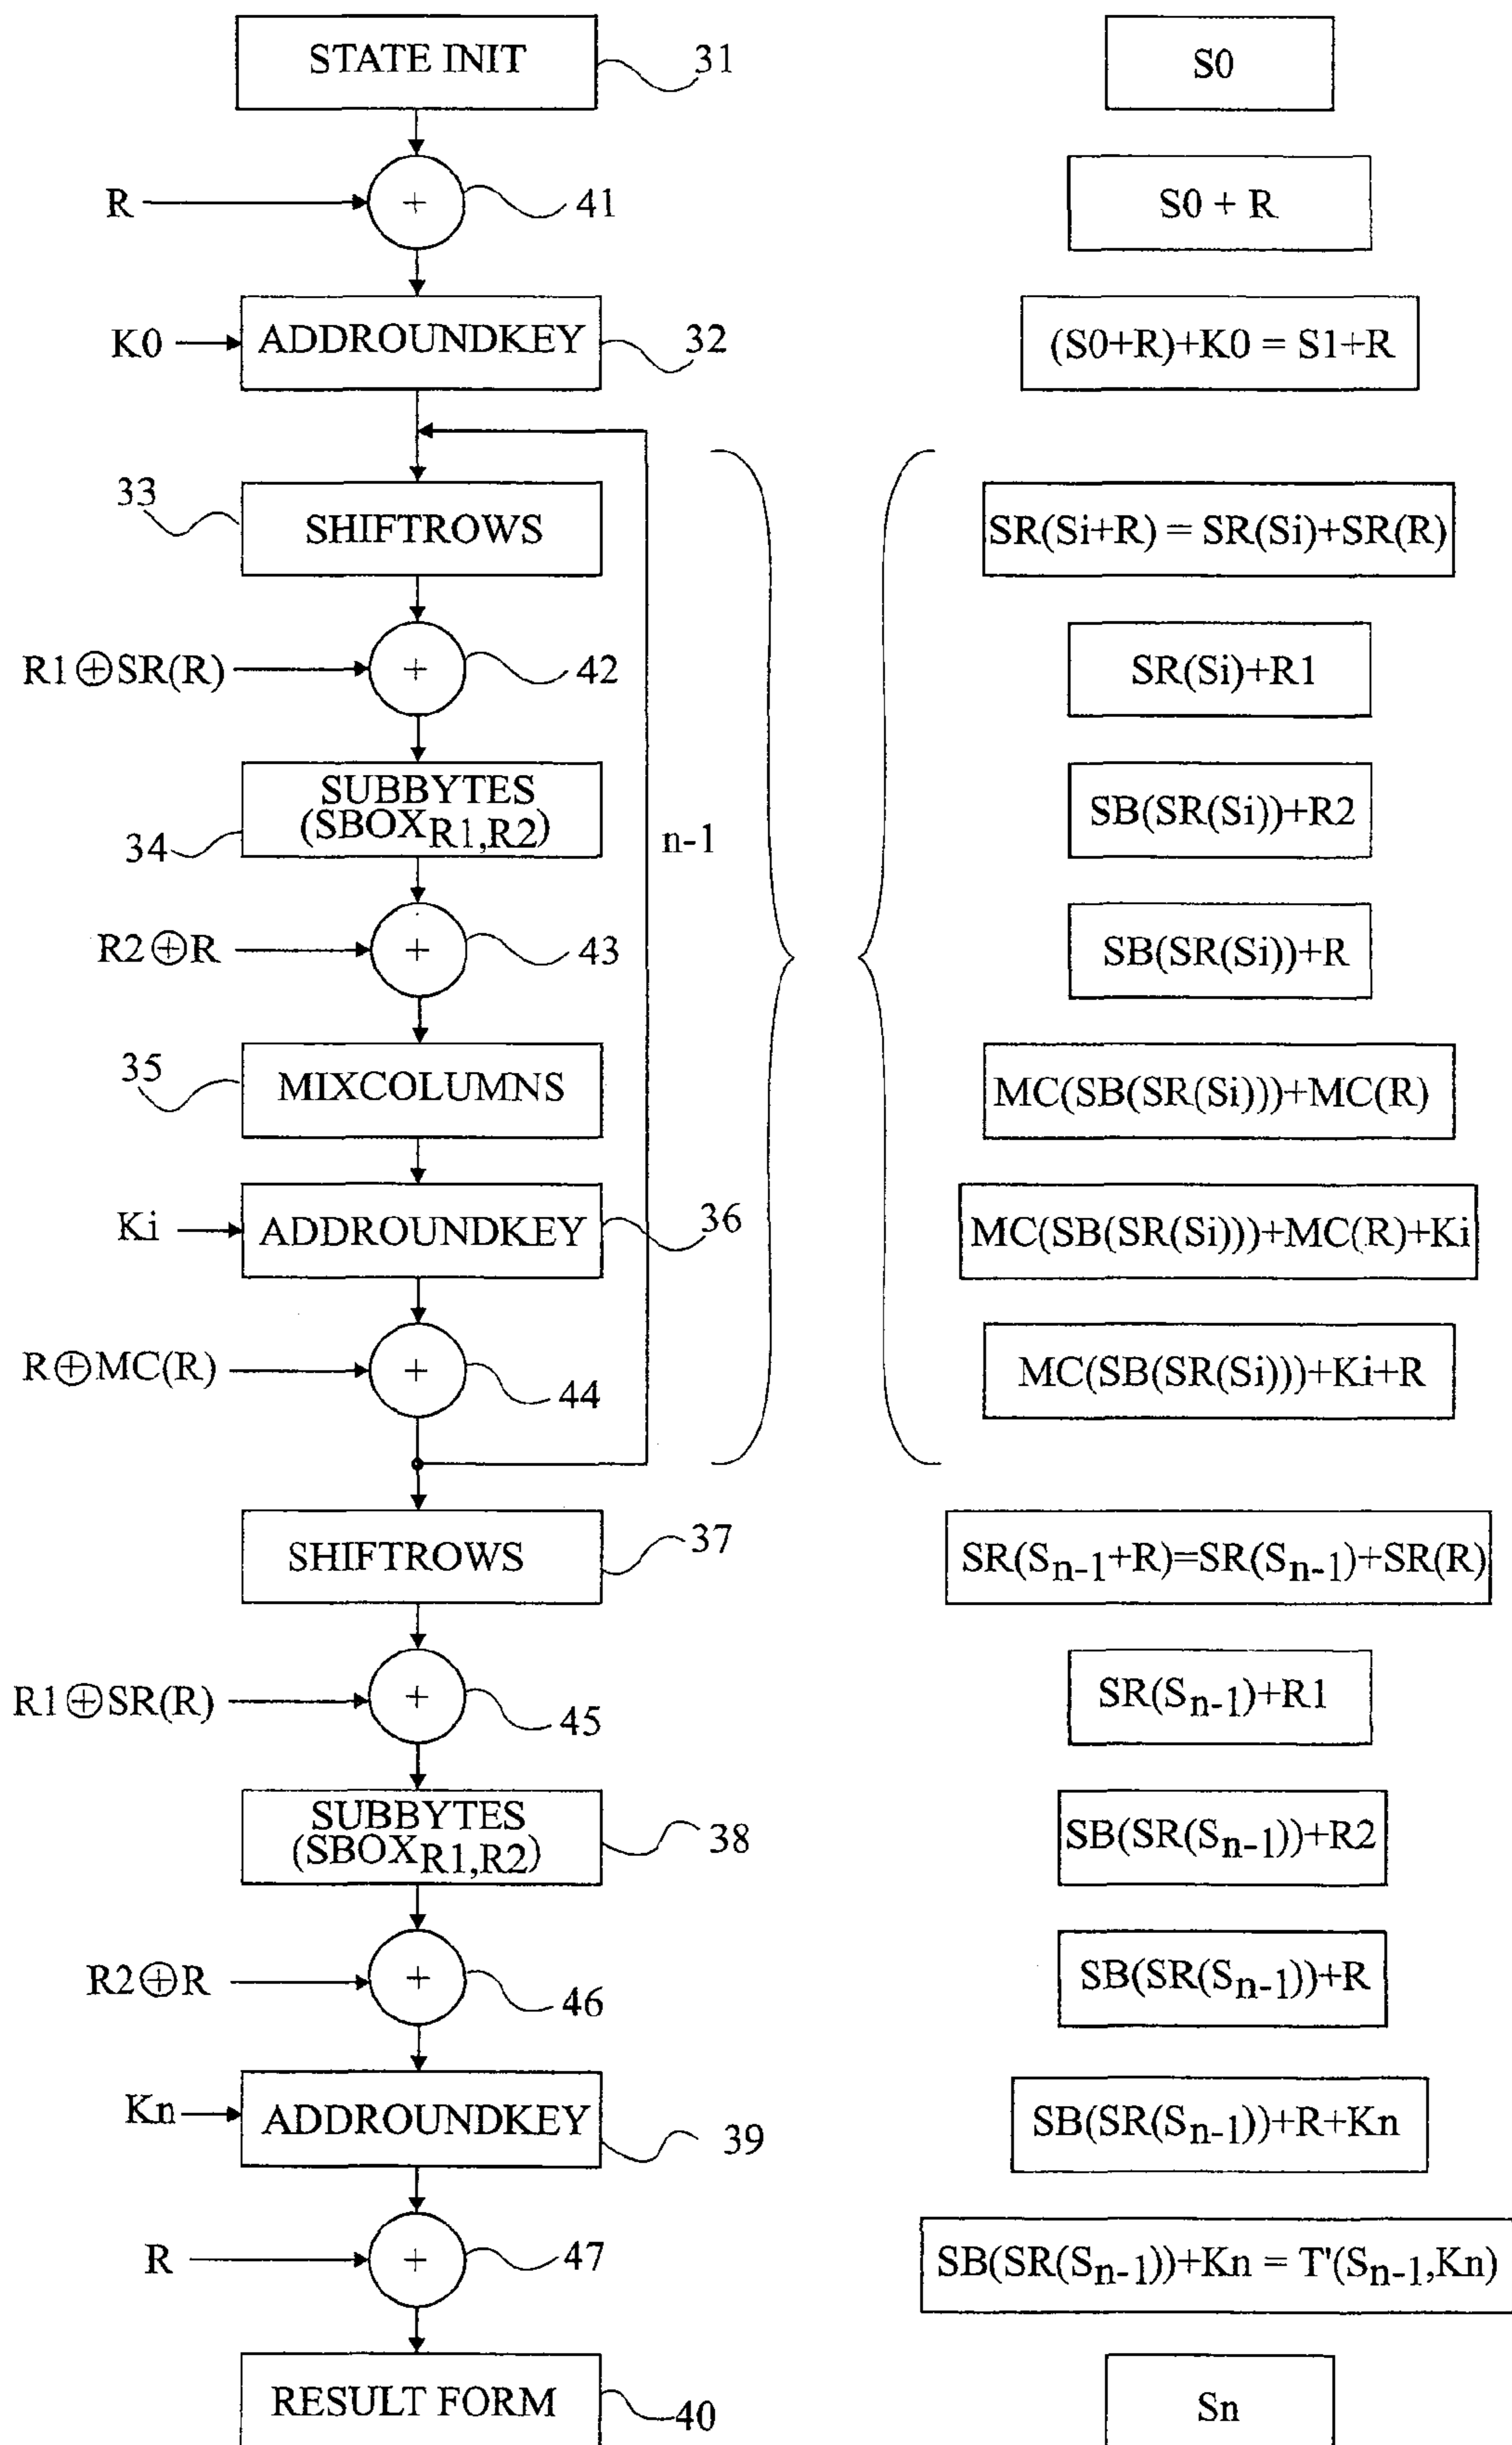 STATE INIT 31 S0
R + 41 S0 + R
K0 ADDROUNDKEY 32 (S0+R)+K0 = S1+R
33 SHIFTROWS SR(Si+R) = SR(Si)+SR(R)
R1⊕SR(R) + 42 SR(Si)+R1
SUBBYTES
(SBOXR1,R2) 34 n-1 SB(SR(Si))+R2
R2⊕R + 43 SB(SR(Si))+R
35 MIXCOLUMNS MC(SB(SR(Si)))+MC(R)
Ki ADDROUNDKEY 36 MC(SB(SR(Si)))+MC(R)+Ki
R⊕MC(R) + 44 MC(SB(SR(Si)))+Ki+R
SHIFTROWS 37 SR(Sn-1+R)=SR(Sn-1)+SR(R)
R1⊕SR(R) + 45 SR(Sn-1)+R1
SUBBYTES
(SBOXR1,R2) 38 SB(SR(Sn-1))+R2
R2⊕R + 46 SB(SR(Sn-1))+R
Kn ADDROUNDKEY 39 SB(SR(Sn-1))+R+Kn
R + 47 SB(SR(Sn-1))+Kn = T'(Sn-1,Kn)
RESULT FORM 40 Sn